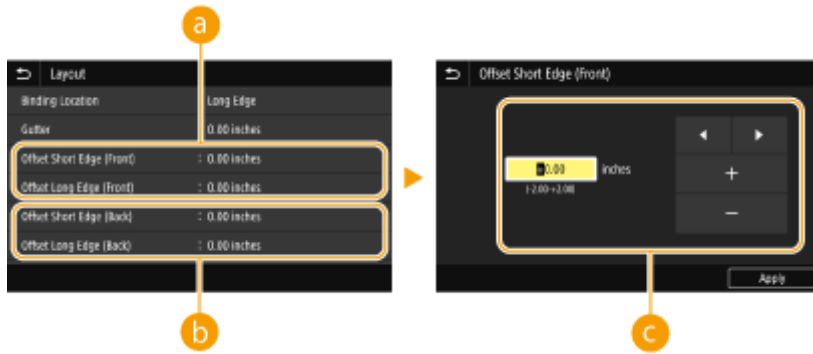 a
Layout
Binding Location Long Edge
Gutter 0.00 inches
Offset Short Edge (Front) : 0.00 inches
Offset Long Edge (Front) : 0.00 inches
Offset Short Edge (Back) : 0.00 inches
Offset Long Edge (Back) : 0.00 inches
b
Offset Short Edge (Front)
0.00 inches
(-2.00-+2.00)
+
−
Apply
c